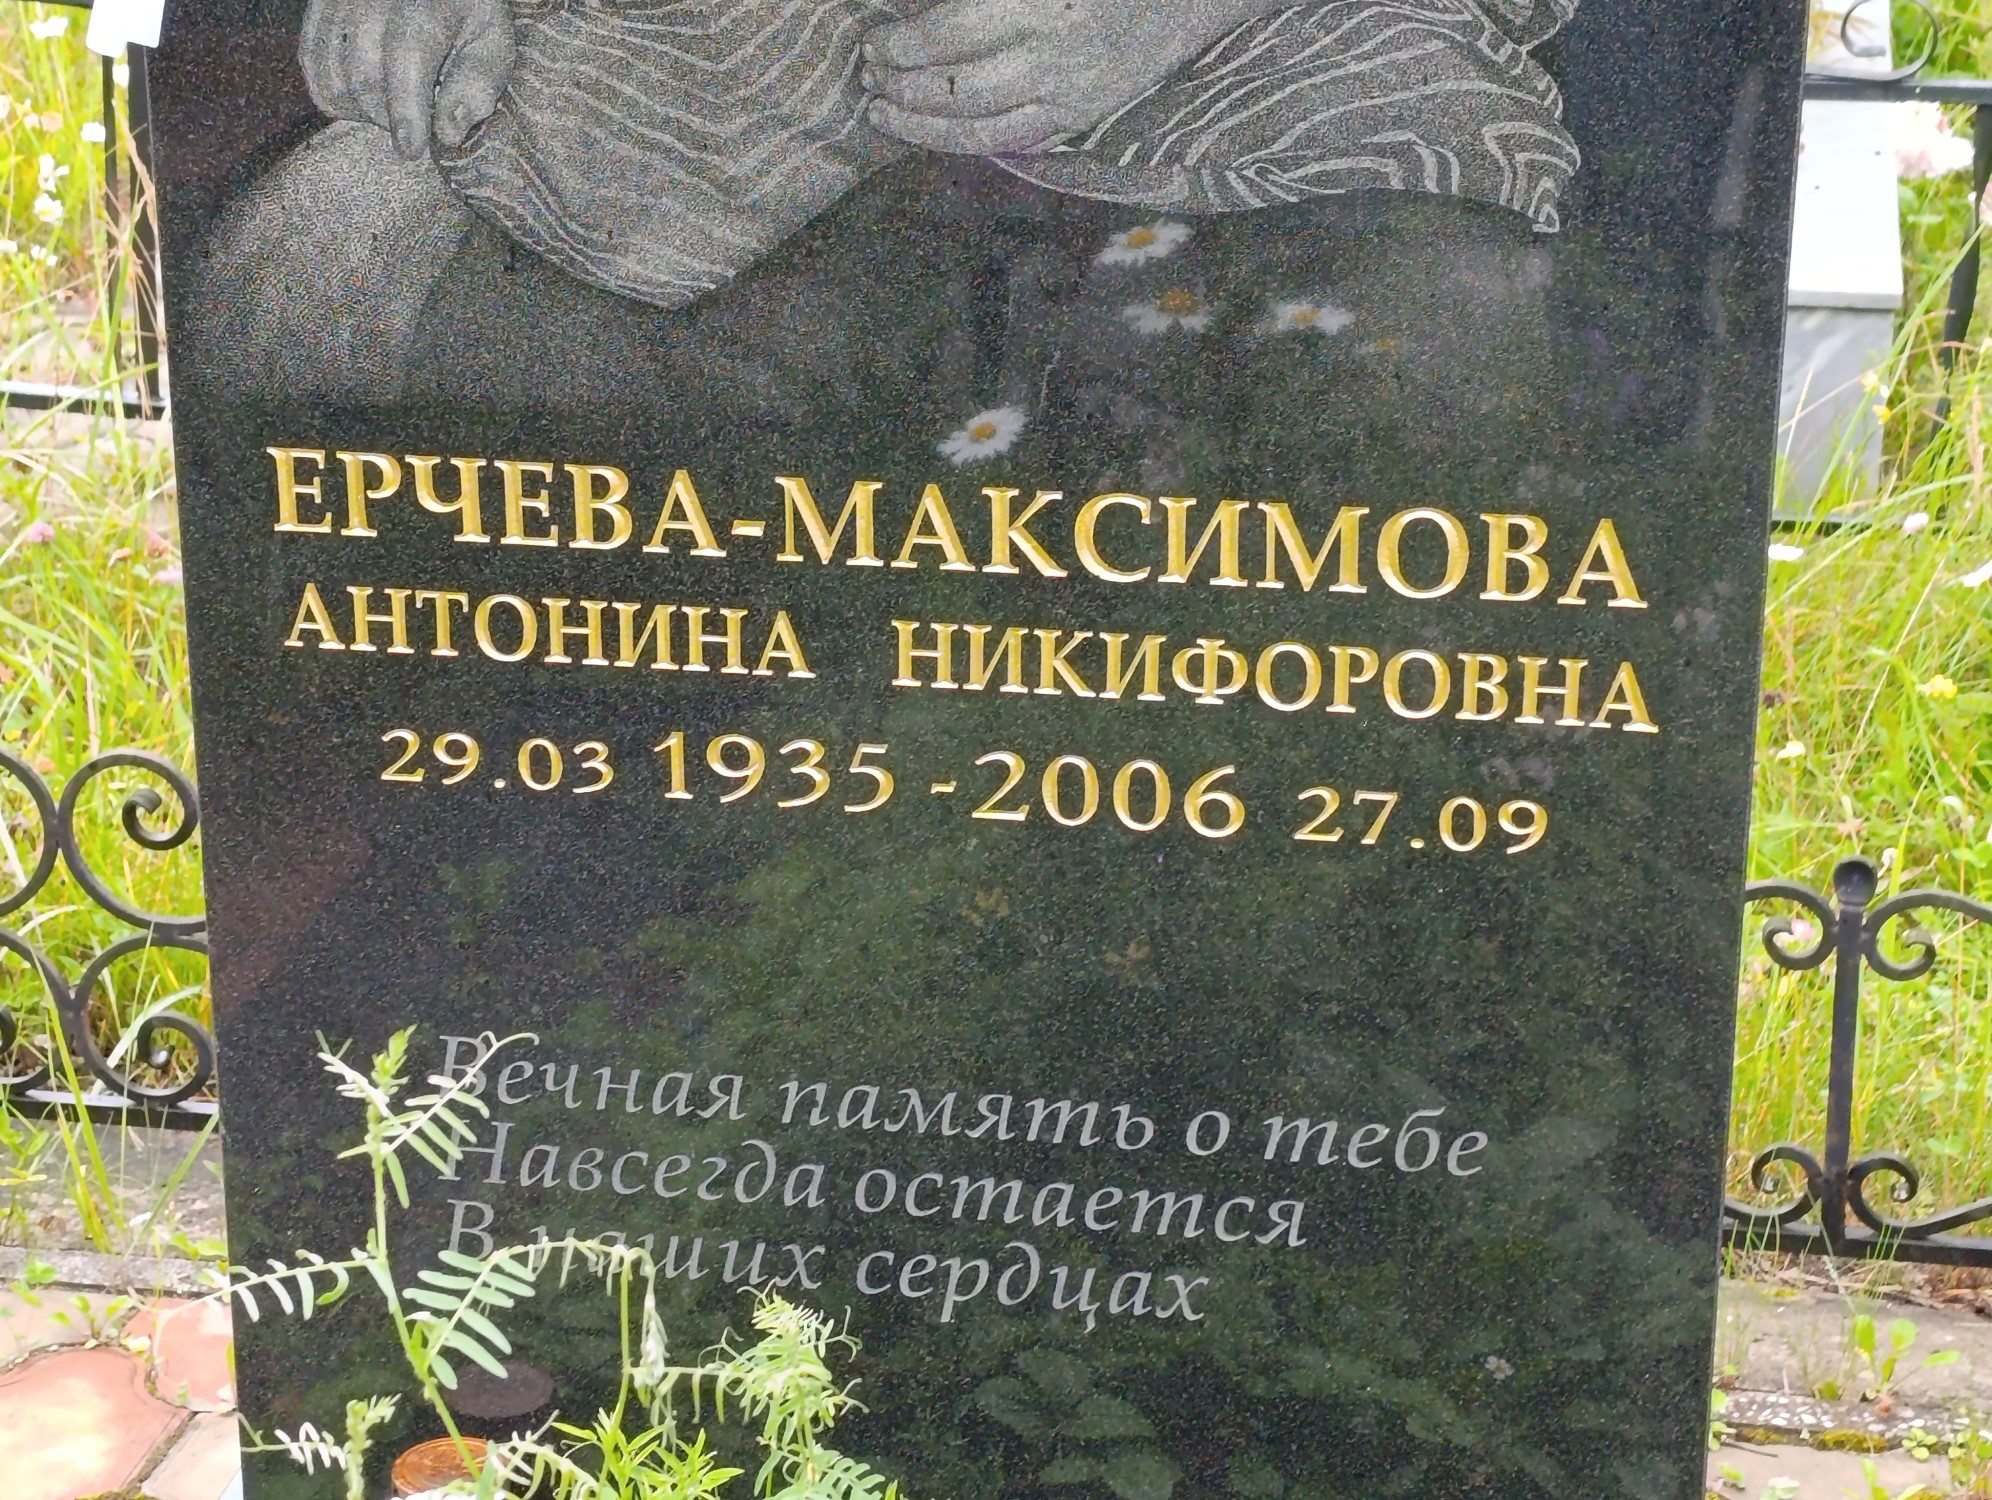 ЕРЧЕВА-МАКСИМОВА
АНТОНИНА НИКИФОРОВНА
29.03 1935 - 2006 27.09
Вечная память о тебе
Навсегда остается
В наших сердцах